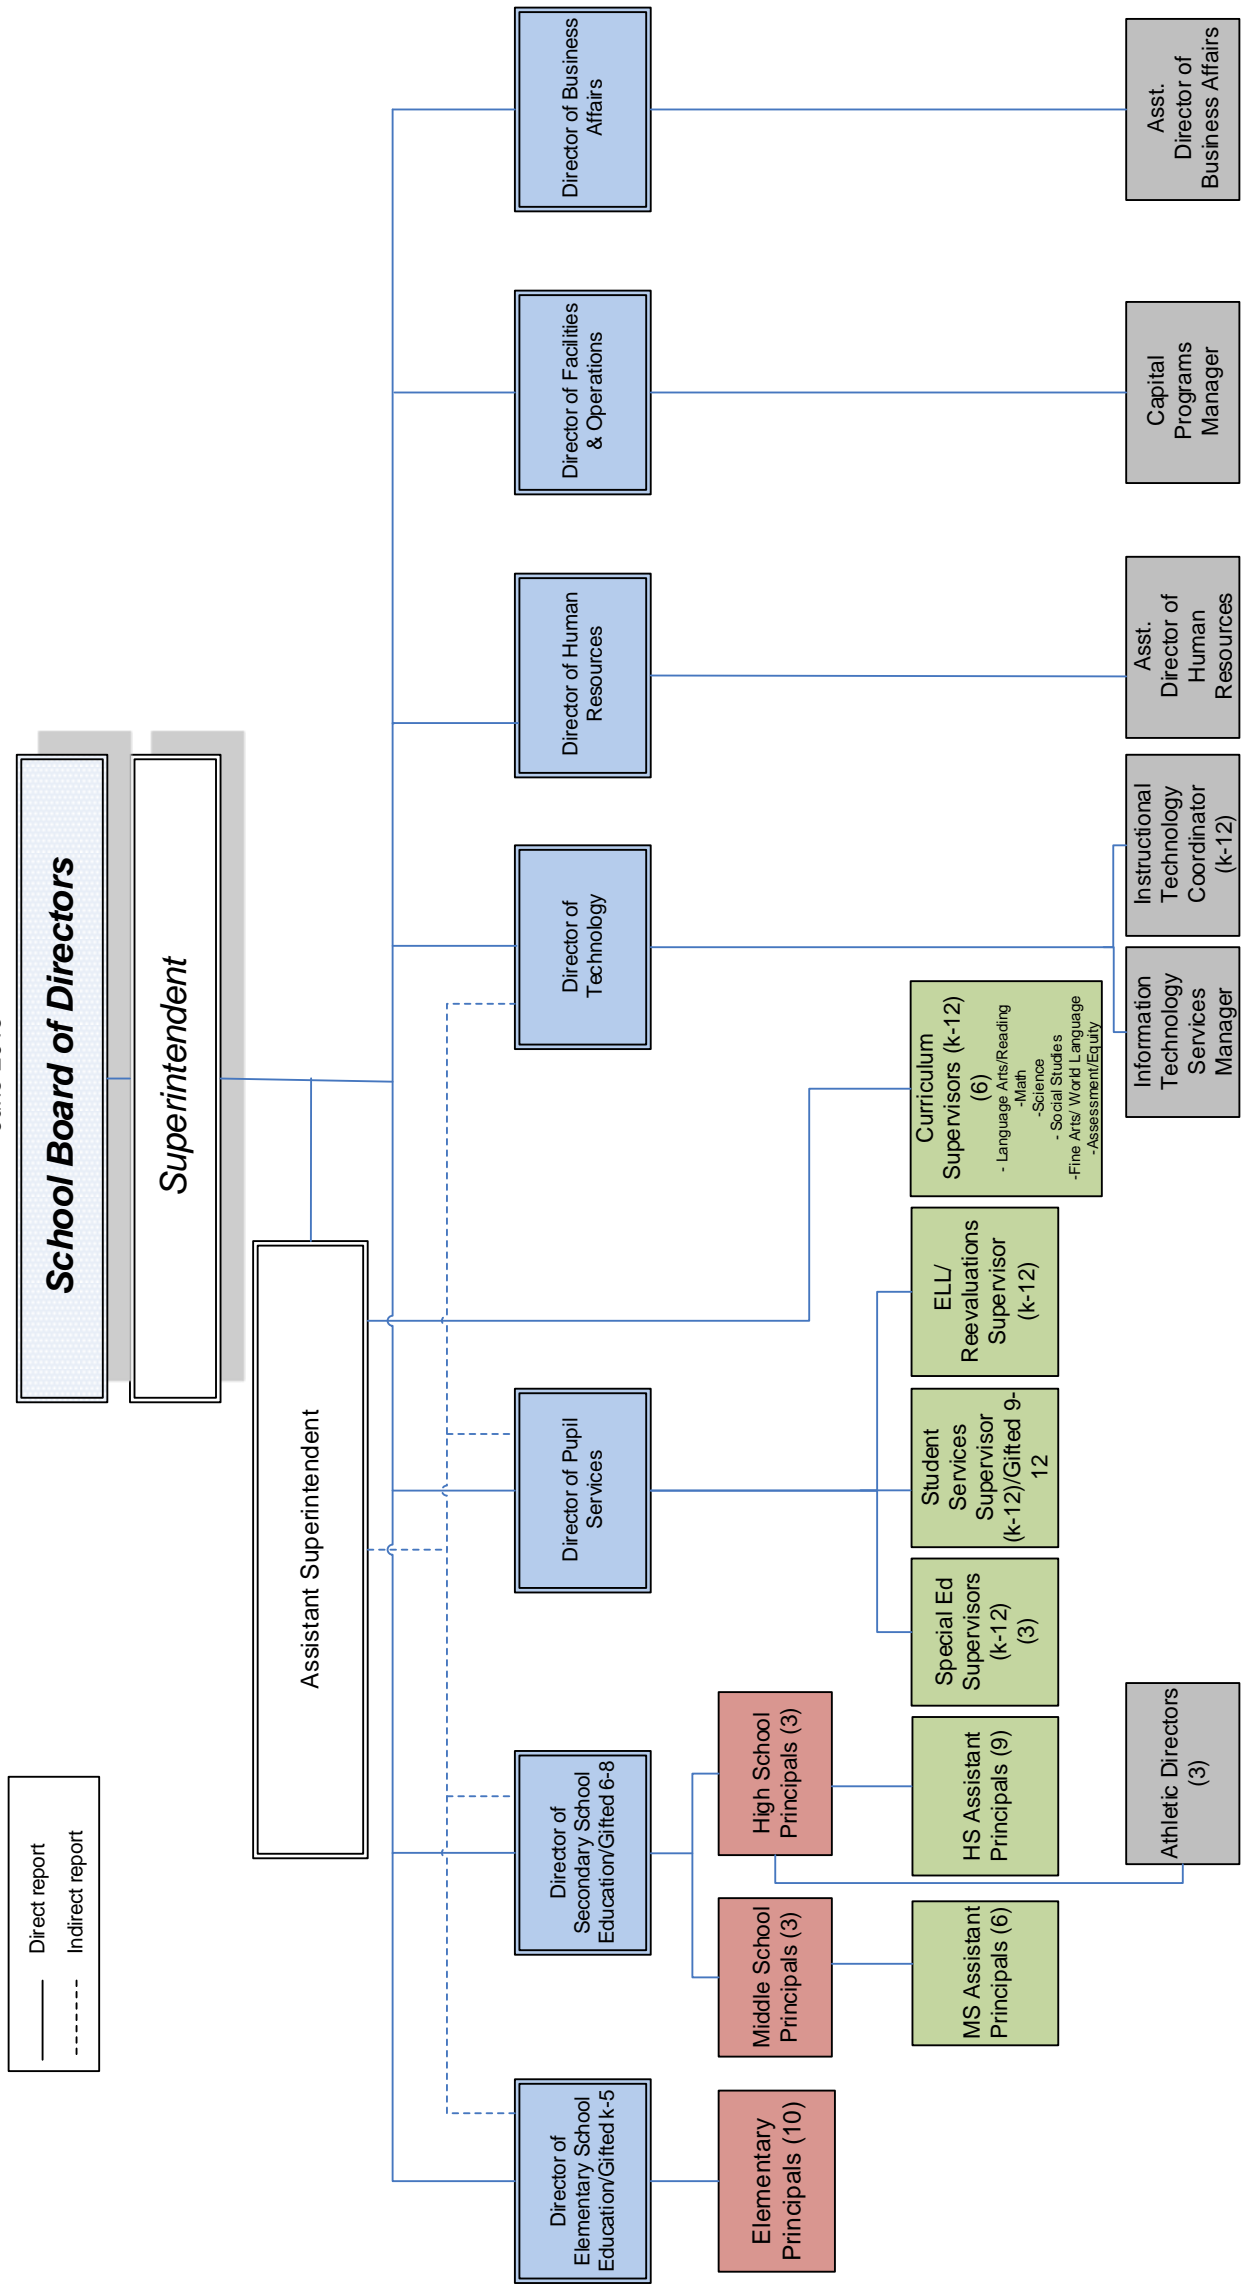 School Board of Directors
Superintendent
Direct report
Indirect report
Assistant Superintendent
Director of
Elementary School
Education/Gifted k-5
Director of
Secondary School
Education/Gifted 6-8
Director of Pupil
Services
Director of
Technology
Director of Human
Resources
Director of Facilities
& Operations
Director of Business
Affairs
Elementary
Principals (10)
Middle School
Principals (3)
High School
Principals (3)
MS Assistant
Principals (6)
HS Assistant
Principals (9)
Special Ed
Supervisors
(k-12)
(3)
Student
Services
Supervisor
(k-12)/Gifted 9-
12
ELL/
Reevaluations
Supervisor
(k-12)
Curriculum
Supervisors (k-12)
(6)
- Language Arts/Reading
-Math
-Science
- Social Studies
-Fine Arts/ World Language
-Assessment/Equity
Athletic Directors
(3)
Information
Technology
Services
Manager
Instructional
Technology
Coordinator
(k-12)
Asst.
Director of
Human
Resources
Capital
Programs
Manager
Asst.
Director of
Business Affairs